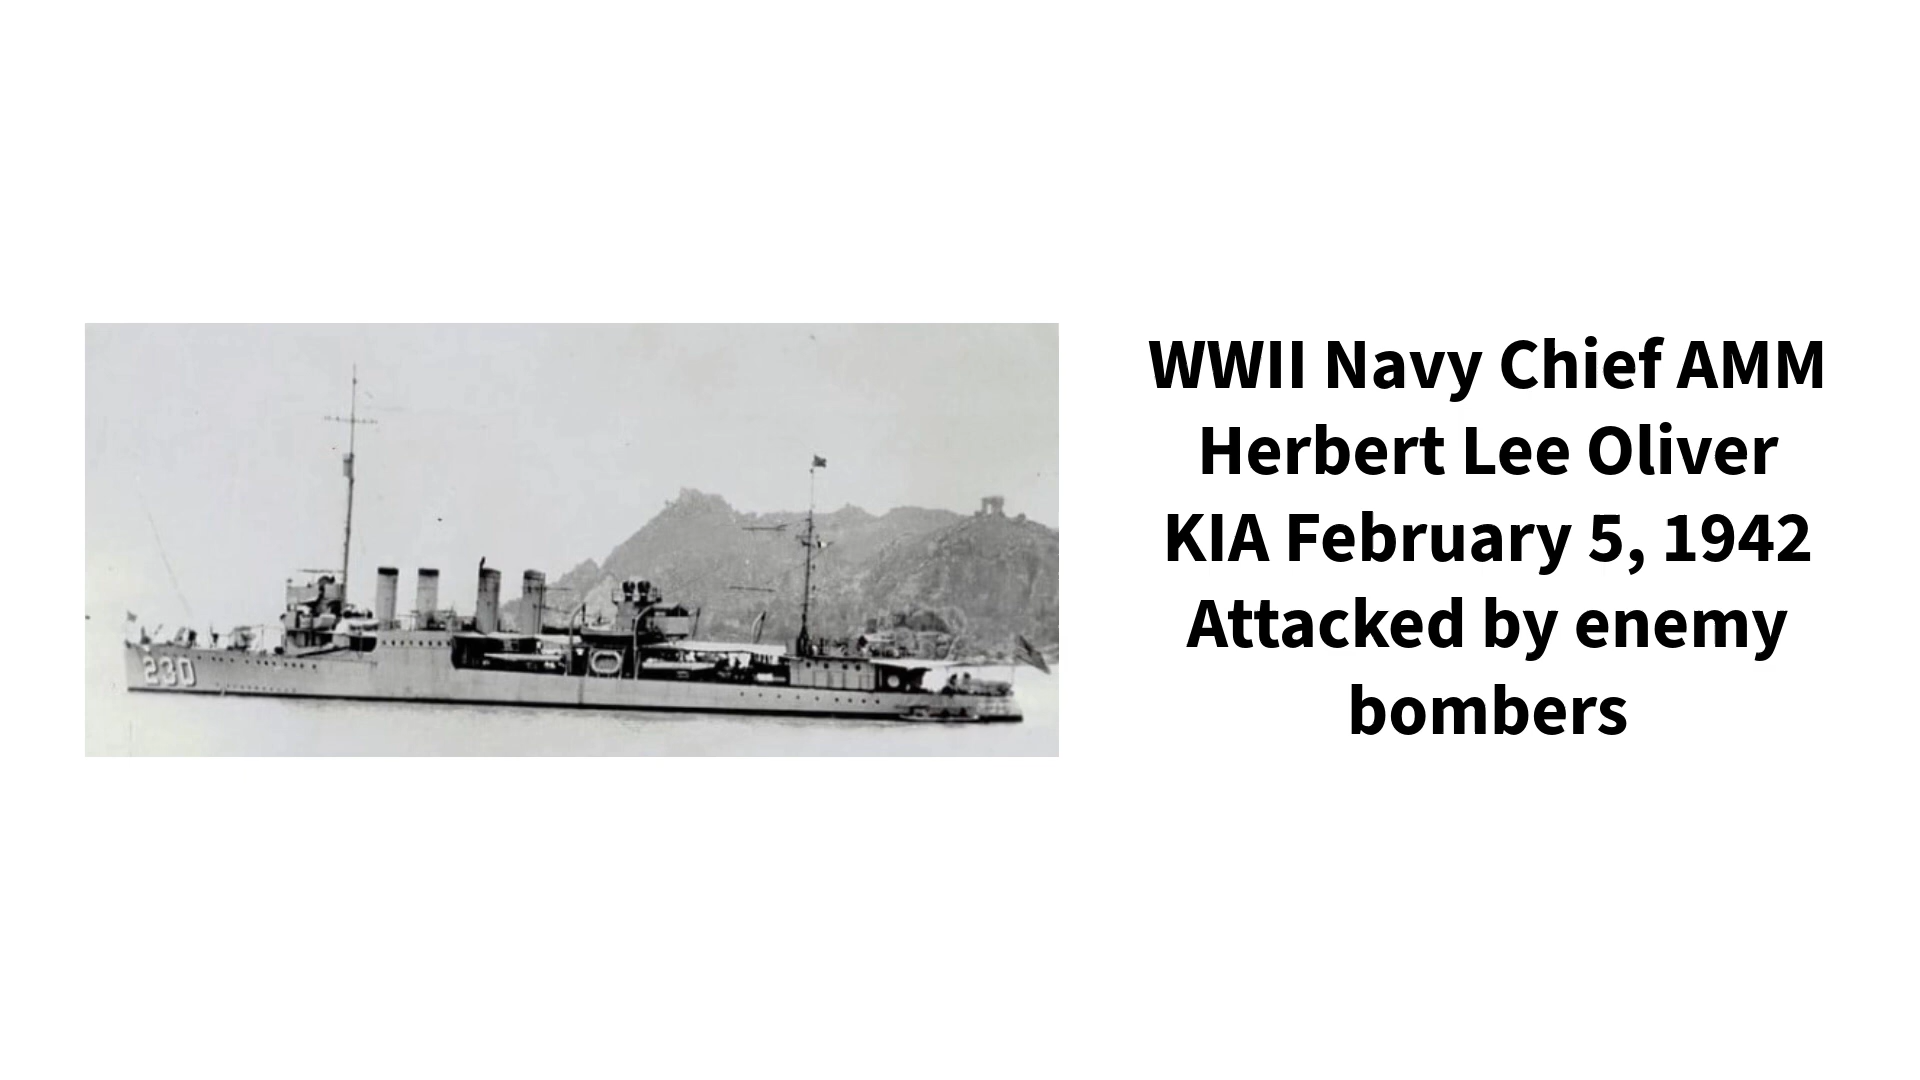 230
WWII Navy Chief AMM
Herbert Lee Oliver
KIA February 5, 1942
Attacked by enemy
bombers